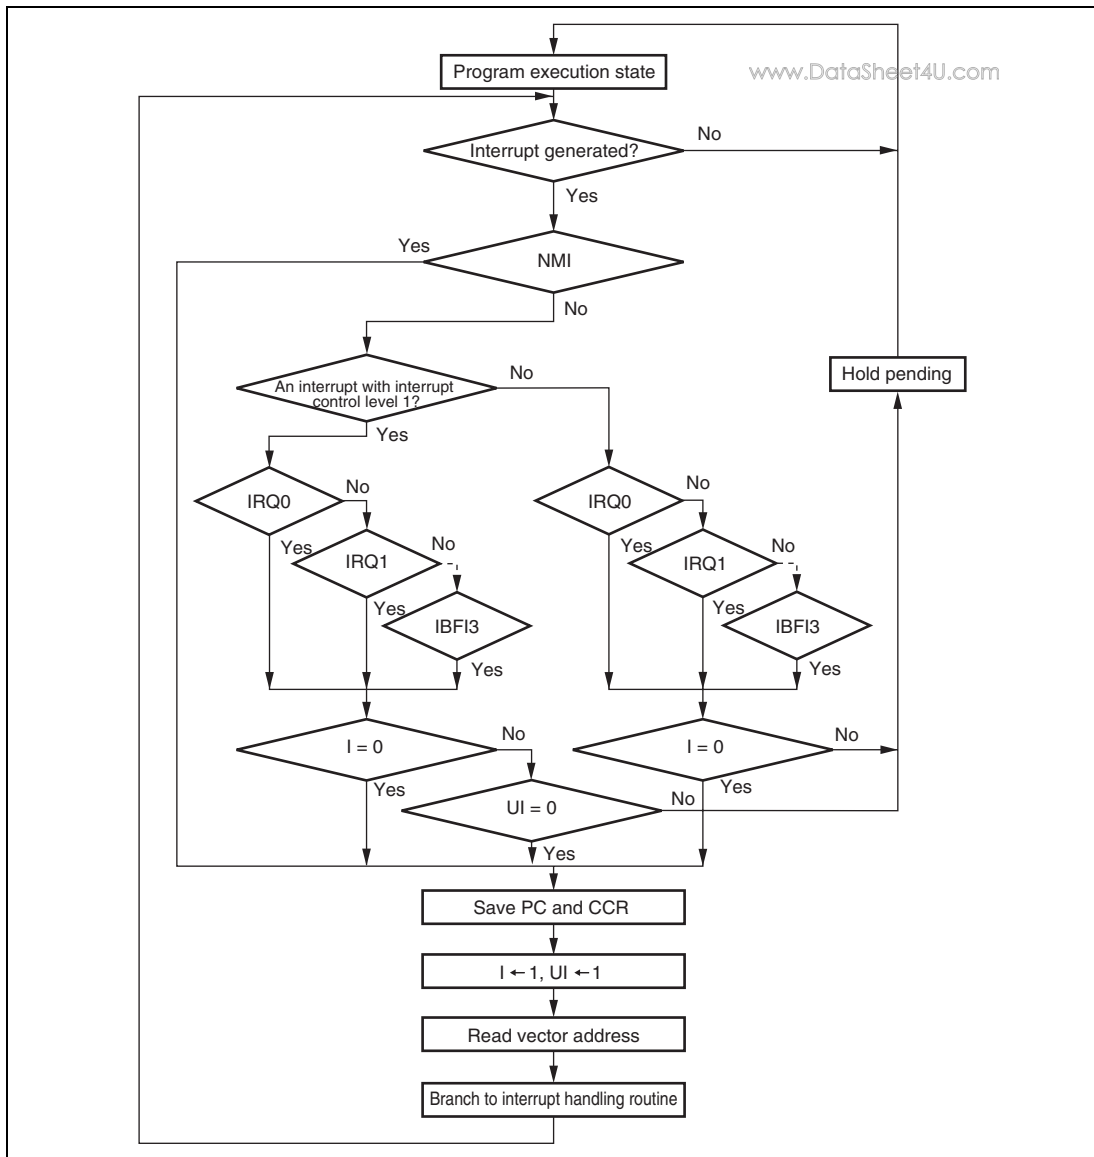 Program execution state
www.DataSheet4U.com
Interrupt generated?
No
Yes
Yes
NMI
No
Hold pending
An interrupt with interrupt
control level 1?
No
Yes
IRQ0
No
IRQ0
No
Yes
IRQ1
No
Yes
IRQ1
No
Yes
IBFI3
Yes
IBFI3
Yes
Yes
I = 0
No
I = 0
No
Yes
Yes
UI = 0
No
Yes
Save PC and CCR
I ← 1, UI ← 1
Read vector address
Branch to interrupt handling routine